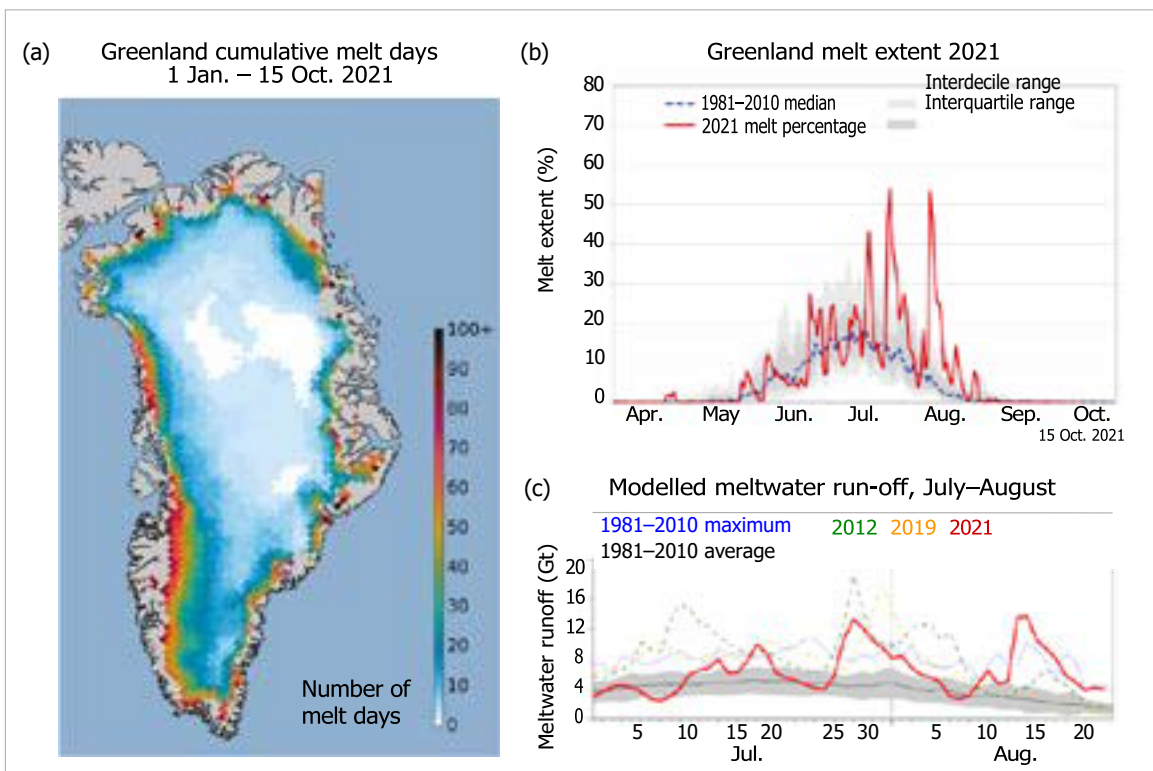 (a)
Greenland cumulative melt days
1 Jan. – 15 Oct. 2021
100+
90
80
70
60
50
40
30
20
10
0
Number of
melt days
(b)
Greenland melt extent 2021
Interdecile range
1981–2010 median
Interquartile range
2021 melt percentage
Melt extent (%)
80
70
60
50
40
30
20
10
0
Apr. May Jun. Jul. Aug. Sep. Oct.
15 Oct. 2021
(c)
Modelled meltwater run-off, July–August
1981–2010 maximum 2012 2019 2021
1981–2010 average
Meltwater runoff (Gt)
20
16
12
8
4
0
5 10 15 20 25 30 5 10 15 20
Jul. Aug.